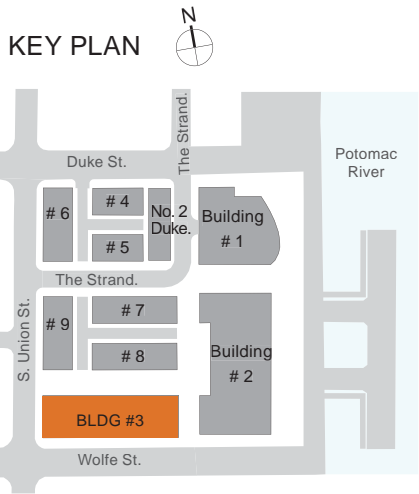 N
KEY PLAN
The Strand.
Duke St.
Potomac
River
# 4
# 6
No. 2
Duke.
Building
# 1
# 5
The Strand.
# 7
# 9
S. Union St.
# 8
Building
# 2
BLDG #3
Wolfe St.